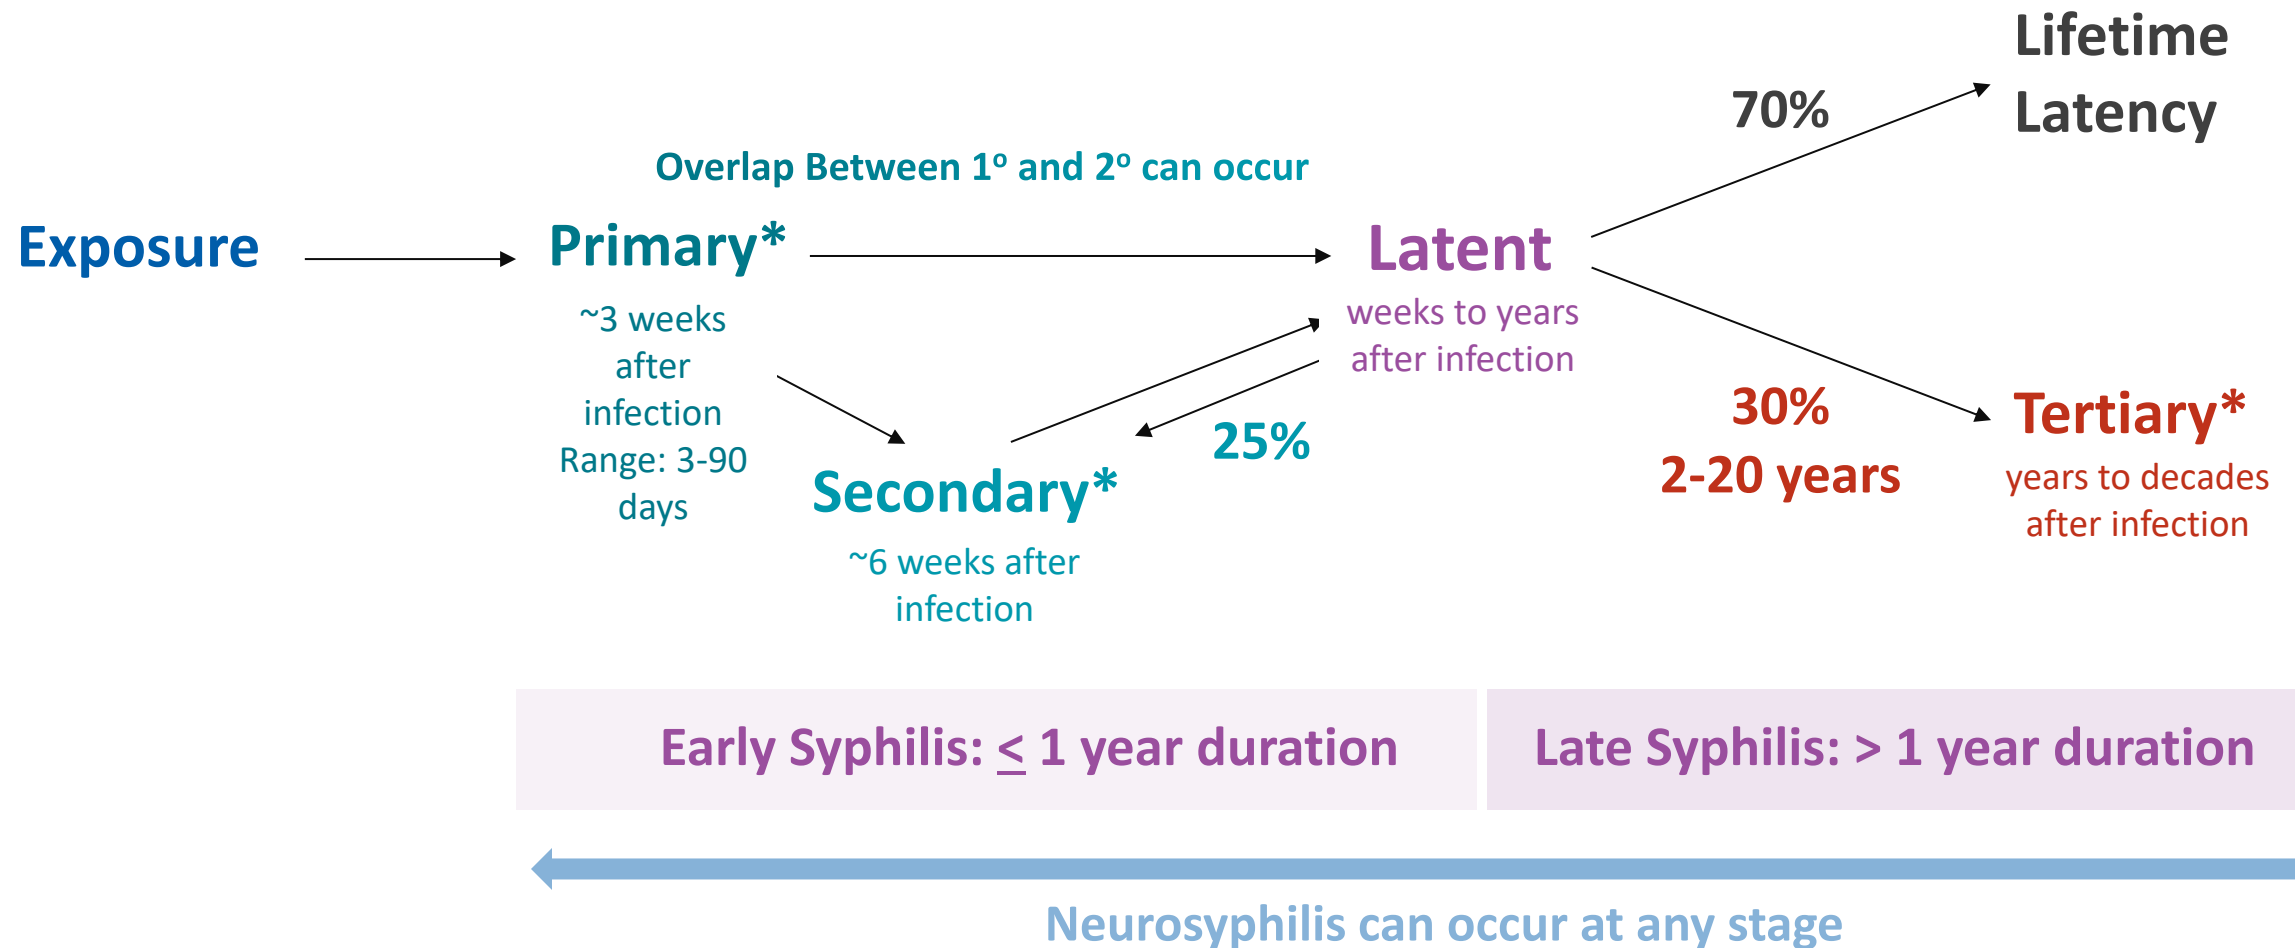 Lifetime
Latency
70%
Overlap Between 1º and 2º can occur
Exposure
Primary*
Latent
~3 weeks
after
infection
Range: 3-90
days
weeks to years
after infection
25%
Secondary*
~6 weeks after
infection
30%
2-20 years
Tertiary*
years to decades
after infection
Early Syphilis: < 1 year duration
Late Syphilis: > 1 year duration
Neurosyphilis can occur at any stage